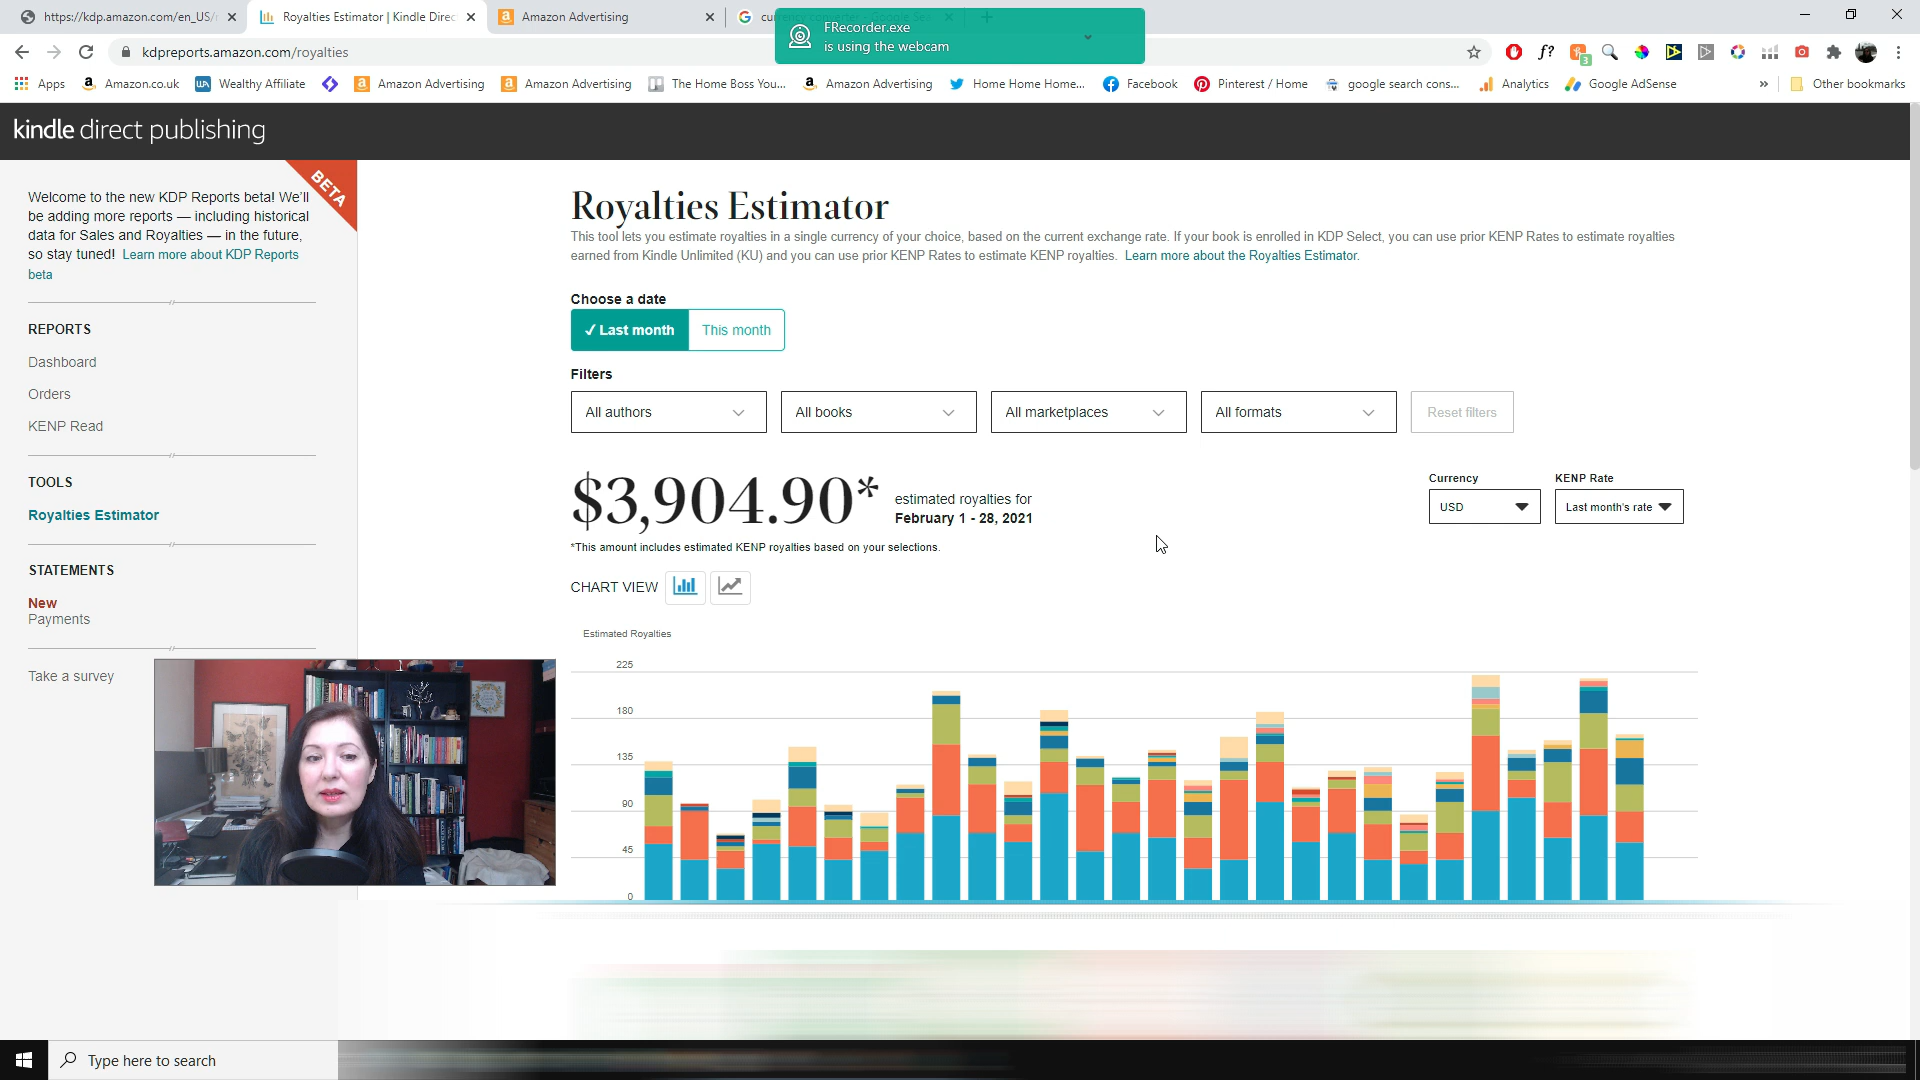 https://kdp.amazon.com/en_US/r
Royalties Estimator | Kindle Direc
Amazon Advertising
FRecorder.exe
is using the webcam
kdpreports.amazon.com/royalties
f?
3
Apps
Amazon.co.uk
Wealthy Affiliate
Amazon Advertising
Amazon Advertising
The Home Boss You...
Amazon Advertising
Home Home Home...
Facebook
Pinterest / Home
google search cons...
Analytics
Google AdSense
»
Other bookmarks
kindle direct publishing
BETA
Welcome to the new KDP Reports beta! We'll
be adding more reports — including historical
data for Sales and Royalties — in the future,
so stay tuned! Learn more about KDP Reports
beta
REPORTS
Dashboard
Orders
KENP Read
TOOLS
Royalties Estimator
STATEMENTS
New
Payments
Take a survey
Royalties Estimator
This tool lets you estimate royalties in a single currency of your choice, based on the current exchange rate. If your book is enrolled in KDP Select, you can use prior KENP Rates to estimate royalties
earned from Kindle Unlimited (KU) and you can use prior KENP Rates to estimate KENP royalties. Learn more about the Royalties Estimator.
Choose a date
✓ Last month
This month
Filters
All authors
All books
All marketplaces
All formats
Reset filters
$3,904.90*
estimated royalties for
February 1 - 28, 2021
*This amount includes estimated KENP royalties based on your selections.
Currency
USD
KENP Rate
Last month's rate
CHART VIEW
Estimated Royalties
225
180
135
90
45
0
Type here to search